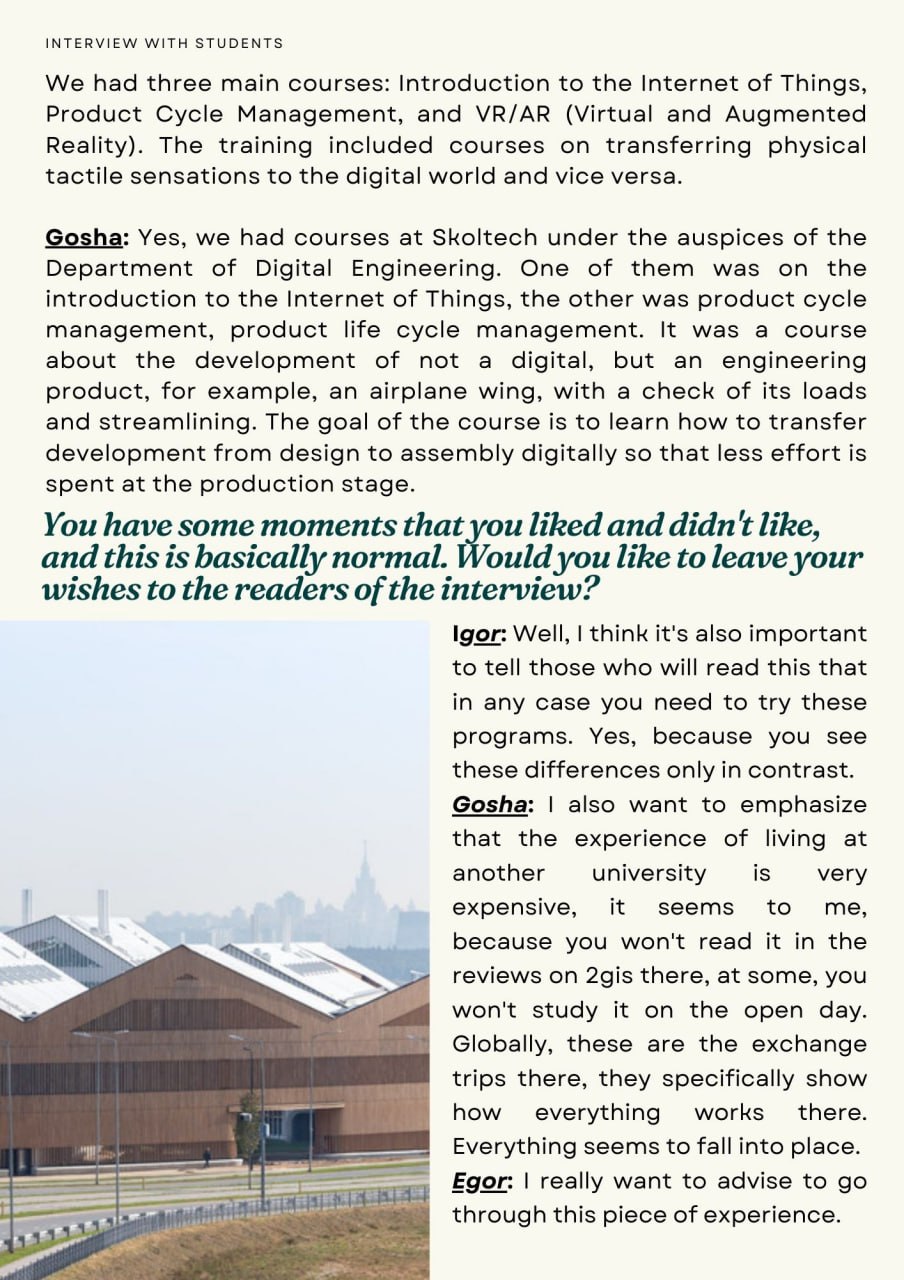 INTERVIEW WITH STUDENTS
We had three main courses: Introduction to the Internet of Things,
Product Cycle Management, and VR/AR (Virtual and Augmented
Reality). The training included courses on transferring physical
tactile sensations to the digital world and vice versa.
Gosha: Yes, we had courses at Skoltech under the auspices of the
Department of Digital Engineering. One of them was on the
introduction to the Internet of Things, the other was product cycle
management, product life cycle management. It was a course
about the development of not a digital, but an engineering
product, for example, an airplane wing, with a check of its loads
and streamlining. The goal of the course is to learn how to transfer
development from design to assembly digitally so that less effort is
spent at the production stage.
You have some moments that you liked and didn't like,
and this is basically normal. Would you like to leave your
wishes to the readers of the interview?
Igor: Well, I think it's also important
to tell those who will read this that
in any case you need to try these
programs. Yes, because you see
these differences only in contrast.
Gosha: I also want to emphasize
that the experience of living at
another university is very
expensive, it seems to me,
because you won't read it in the
reviews on 2gis there, at some, you
won't study it on the open day.
Globally, these are the exchange
trips there, they specifically show
how everything works there.
Everything seems to fall into place.
Egor: I really want to advise to go
through this piece of experience.